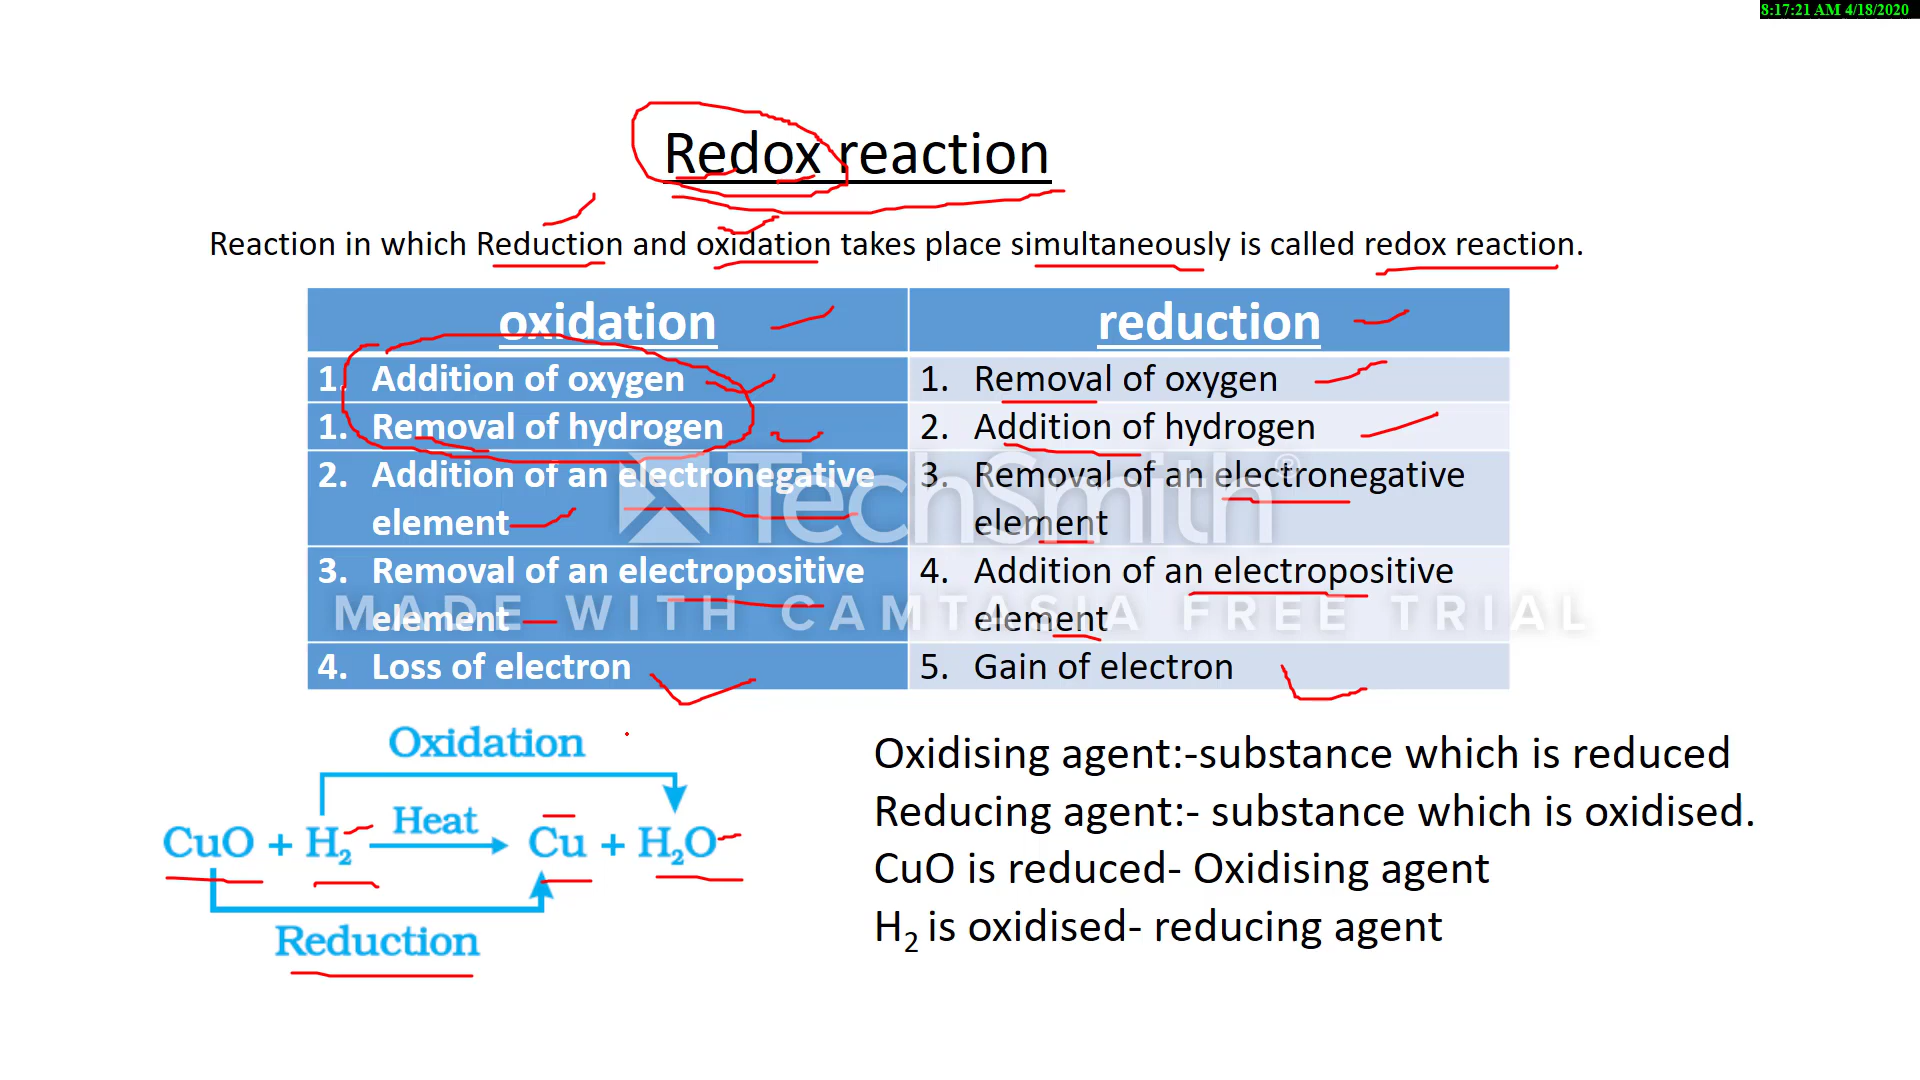 8:17:21 AM 4/18/2020
Redox reaction
Reaction in which Reduction and oxidation takes place simultaneously is called redox reaction.
oxidation
reduction
1. Addition of oxygen
1. Removal of oxygen
1. Removal of hydrogen
2. Addition of hydrogen
2. Addition of an electronegative
element
3. Removal of an electronegative
element
3. Removal of an electropositive
element
4. Addition of an electropositive
element
4. Loss of electron
5. Gain of electron
TechSmith®
MADE WITH CAMTASIA FREE TRIAL
Oxidation
CuO + H₂ Heat → Cu + H₂O
Reduction
Oxidising agent:-substance which is reduced
Reducing agent:- substance which is oxidised.
CuO is reduced- Oxidising agent
H₂ is oxidised- reducing agent